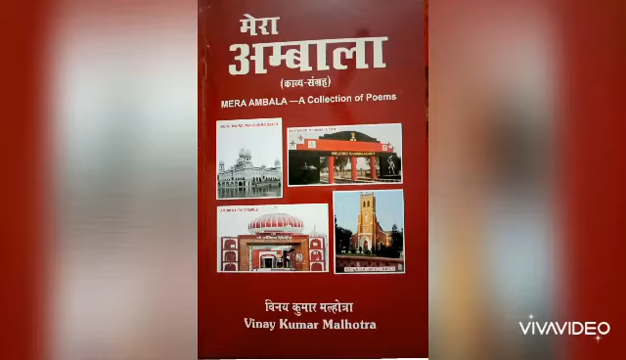 मेरा
अम्बाला
(काव्य-संग्रह)
MERA AMBALA —A Collection of Poems
विनय कुमार मल्होत्रा
Vinay Kumar Malhotra
VIVAVIDEO